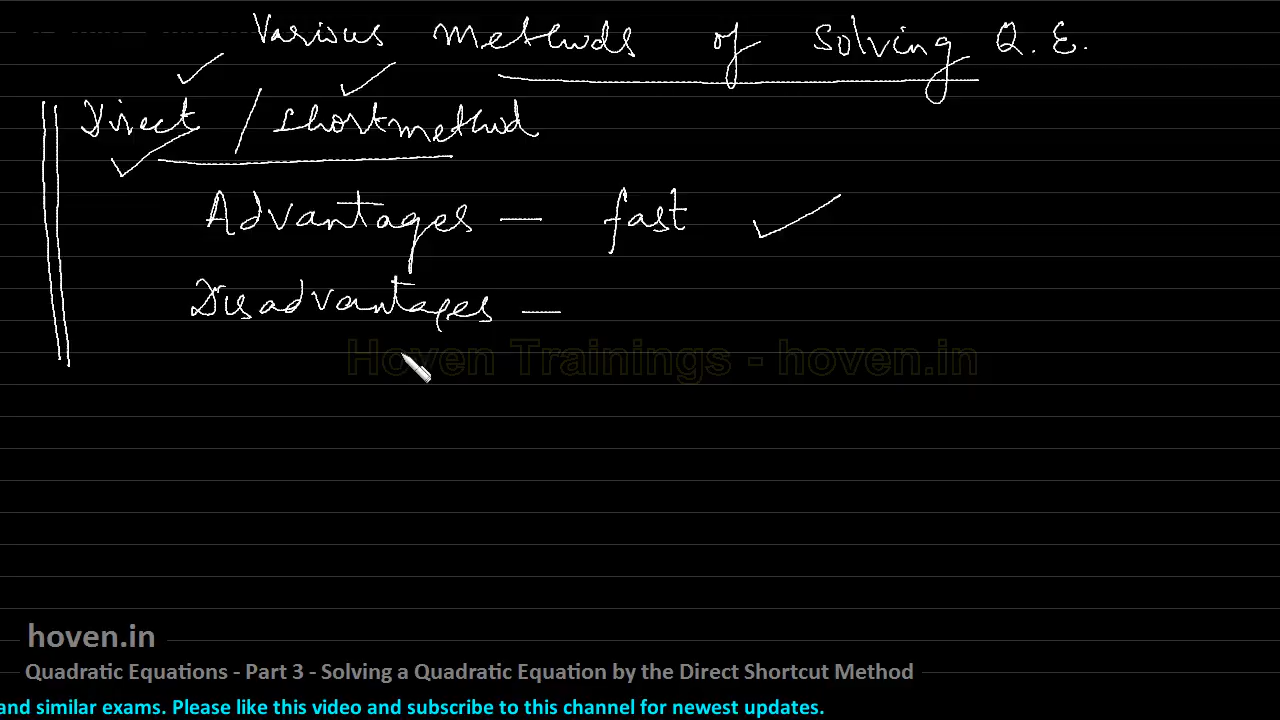 Various methods of solving Q. E.
Direct / Shortmethod
Advantages — fast ✓
Disadvantages —
Hoven Trainings - hoven.in
hoven.in
Quadratic Equations - Part 3 - Solving a Quadratic Equation by the Direct Shortcut Method
and similar exams. Please like this video and subscribe to this channel for newest updates.